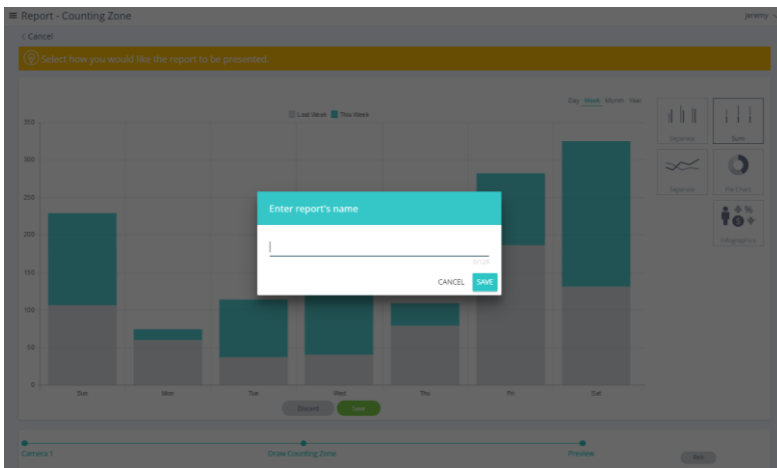 Report - Counting Zone
Jeremy
< Cancel
Select how you would like the report to be presented.
Day Week Month Year
Last Week This Week
350
300
250
200
150
100
50
0
Sun Mon Tue Wed Thu Fri Sat
Separate Sum
Separate Pie Chart
Infographics
Enter report's name
0/128
CANCEL SAVE
Discard Save
Camera 1 Draw Counting Zone Preview